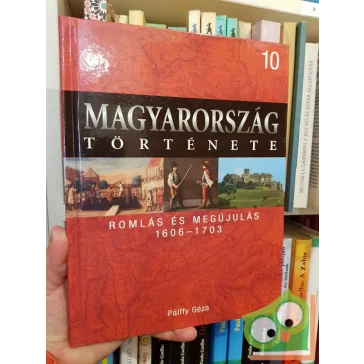 10
MAGYARORSZÁG
TÖRTÉNETE
ROMLÁS ÉS MEGÚJULÁS
1606–1703
Pálffy Géza